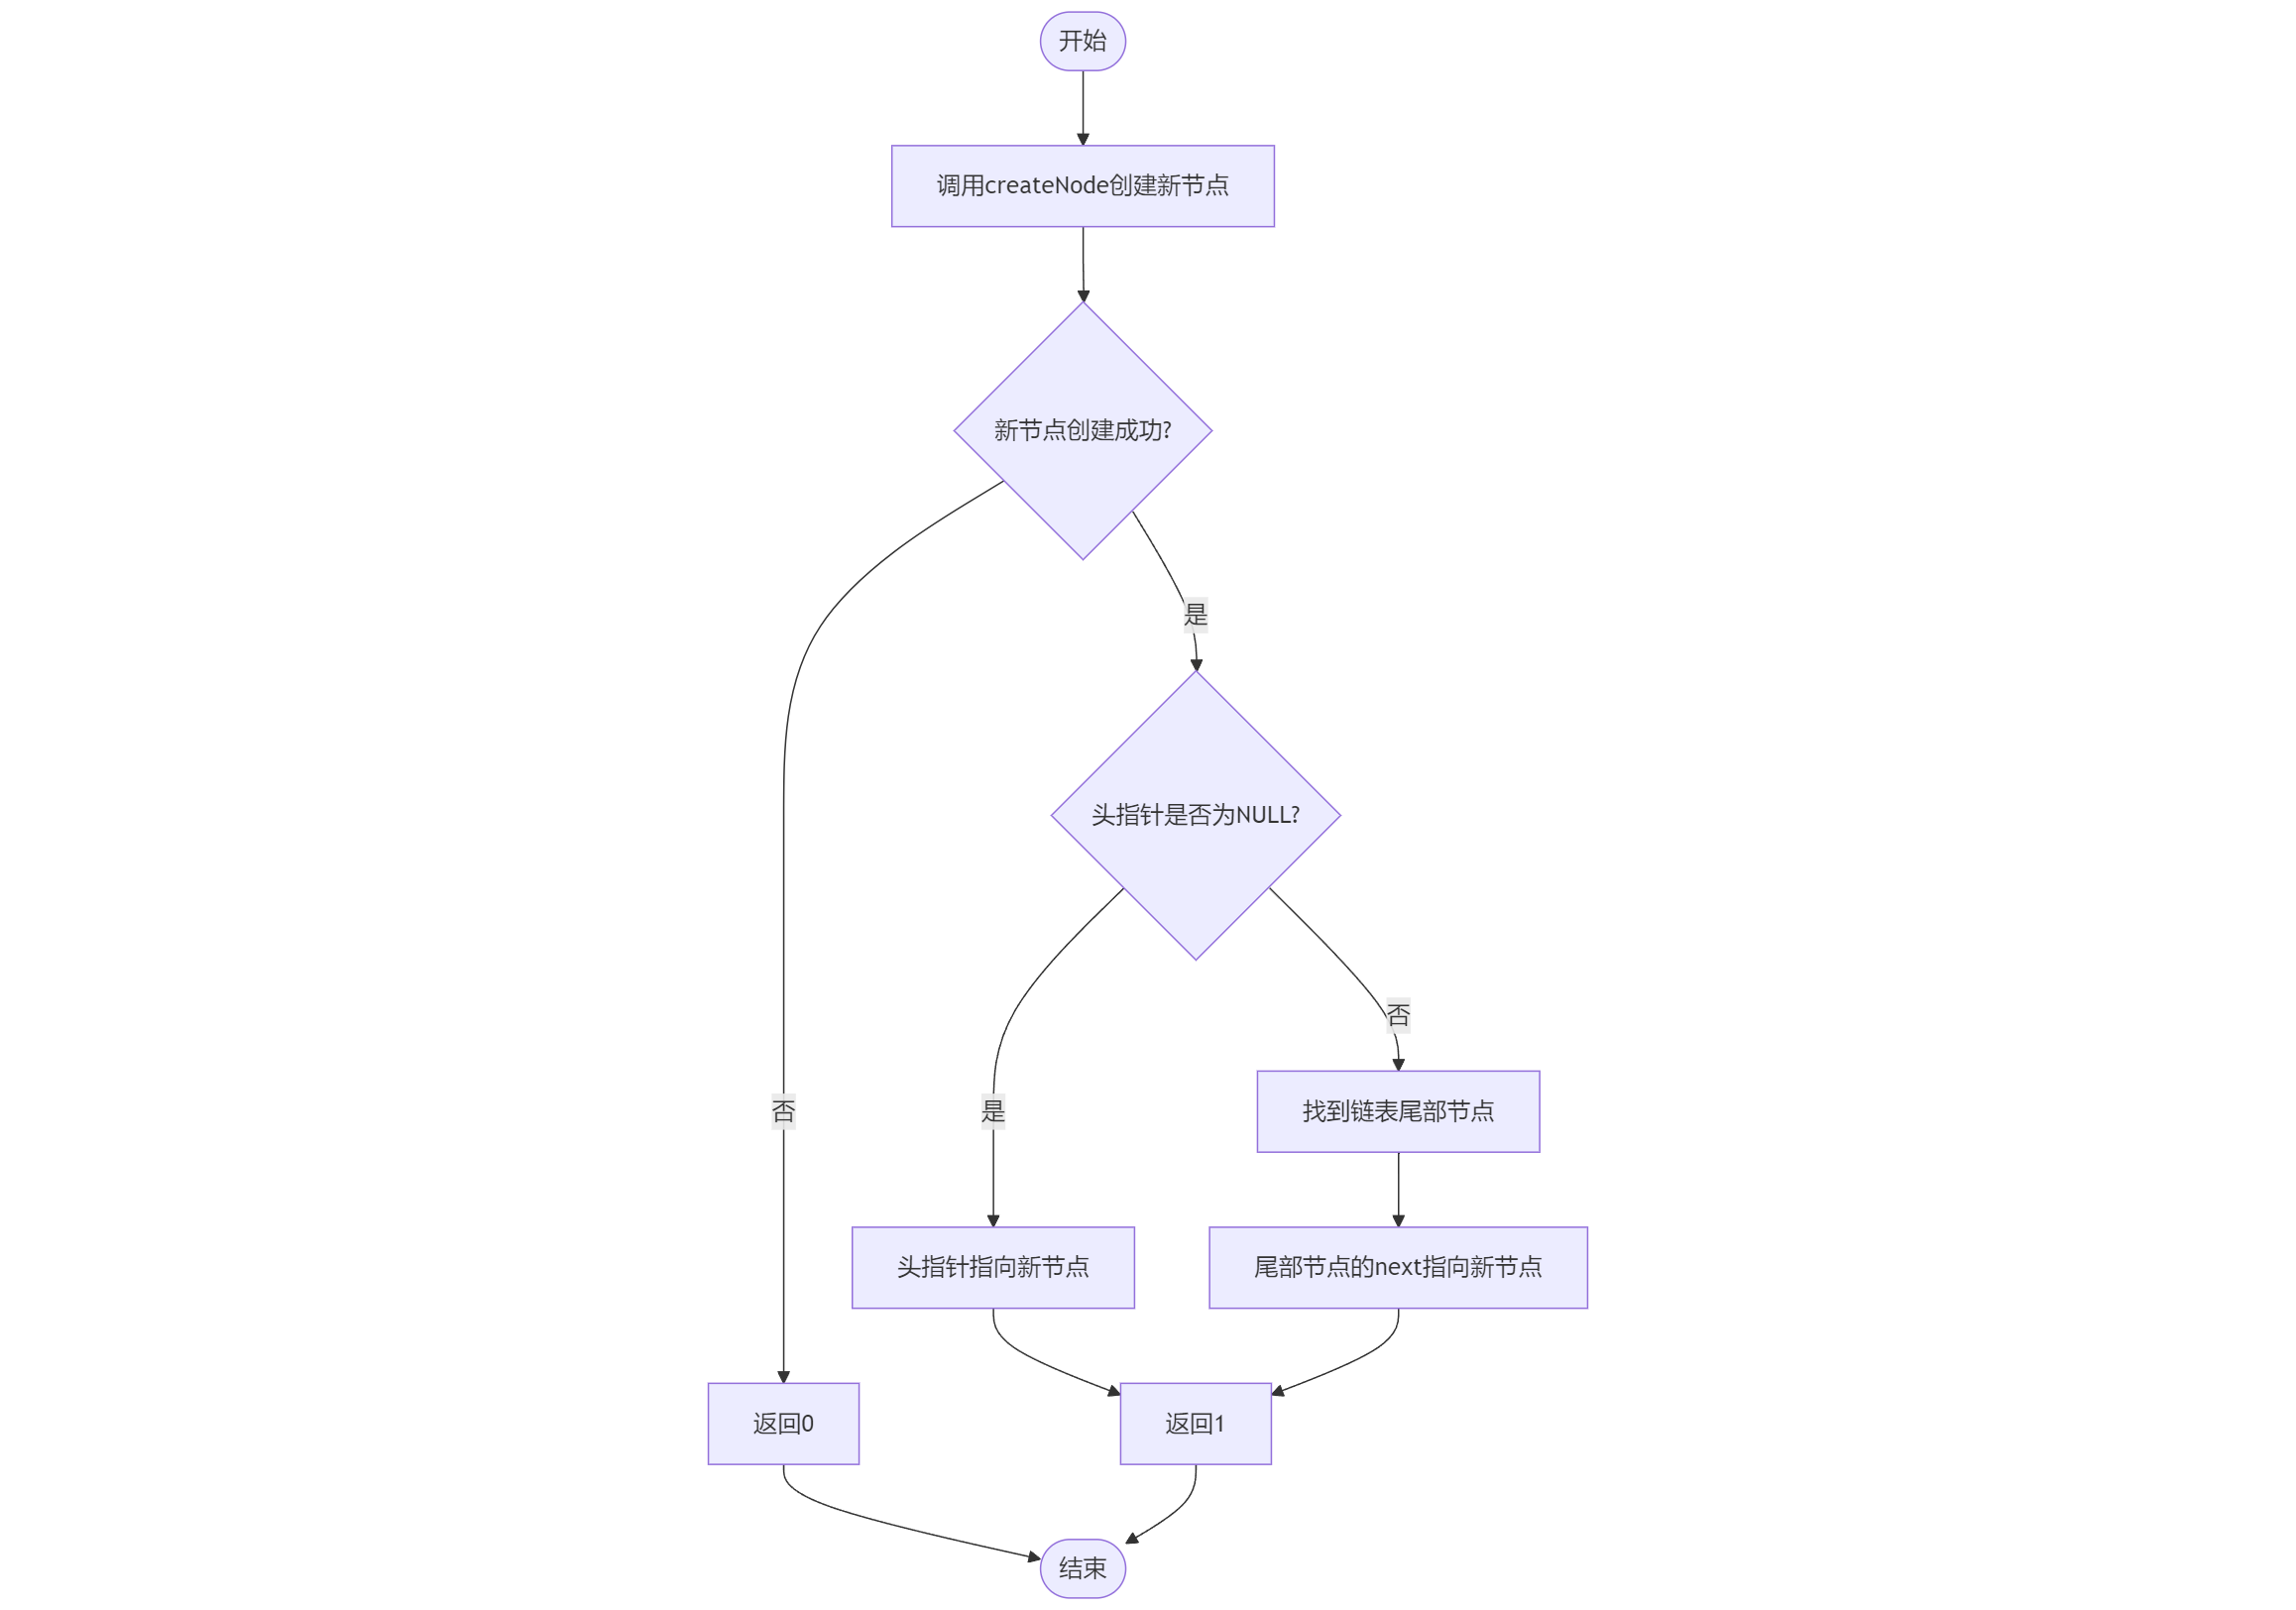 开始
调用createNode创建新节点
新节点创建成功?
是
头指针是否为NULL?
否
否
是
找到链表尾部节点
头指针指向新节点
尾部节点的next指向新节点
返回0
返回1
结束